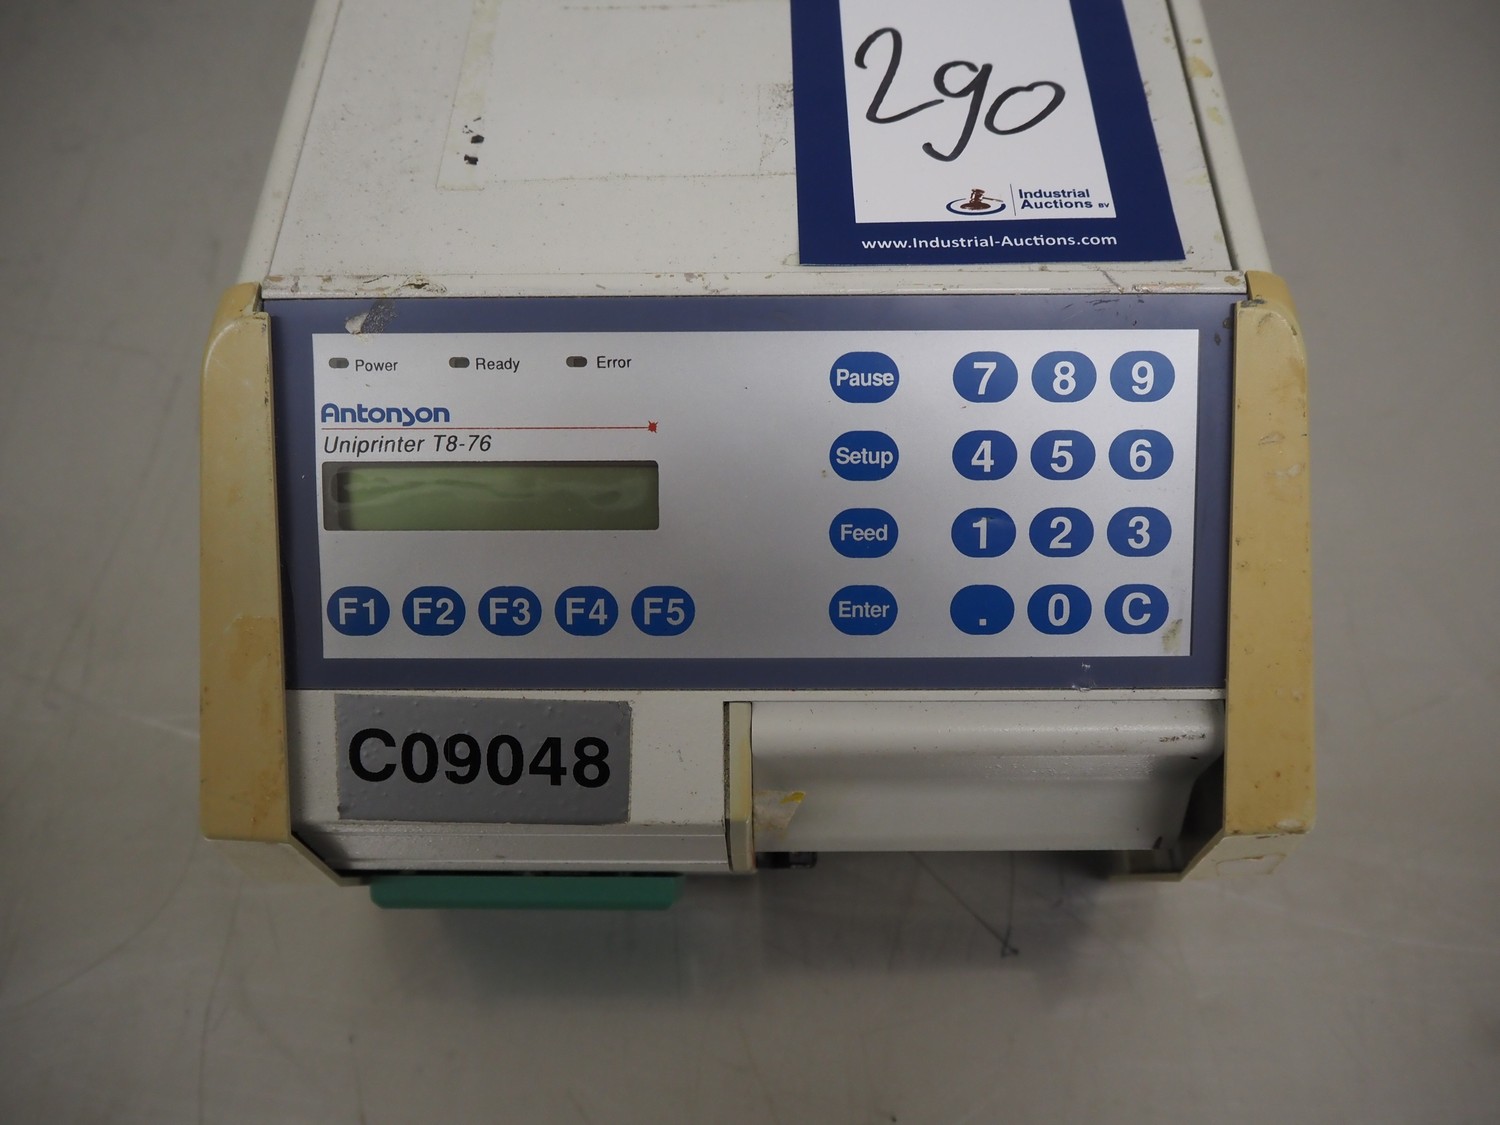 290
Industrial
Auctions BV
www.Industrial-Auctions.com
Power Ready Error
Antonson
Uniprinter T8-76
F1 F2 F3 F4 F5
Pause 7 8 9
Setup 4 5 6
Feed 1 2 3
Enter . 0 C
C09048